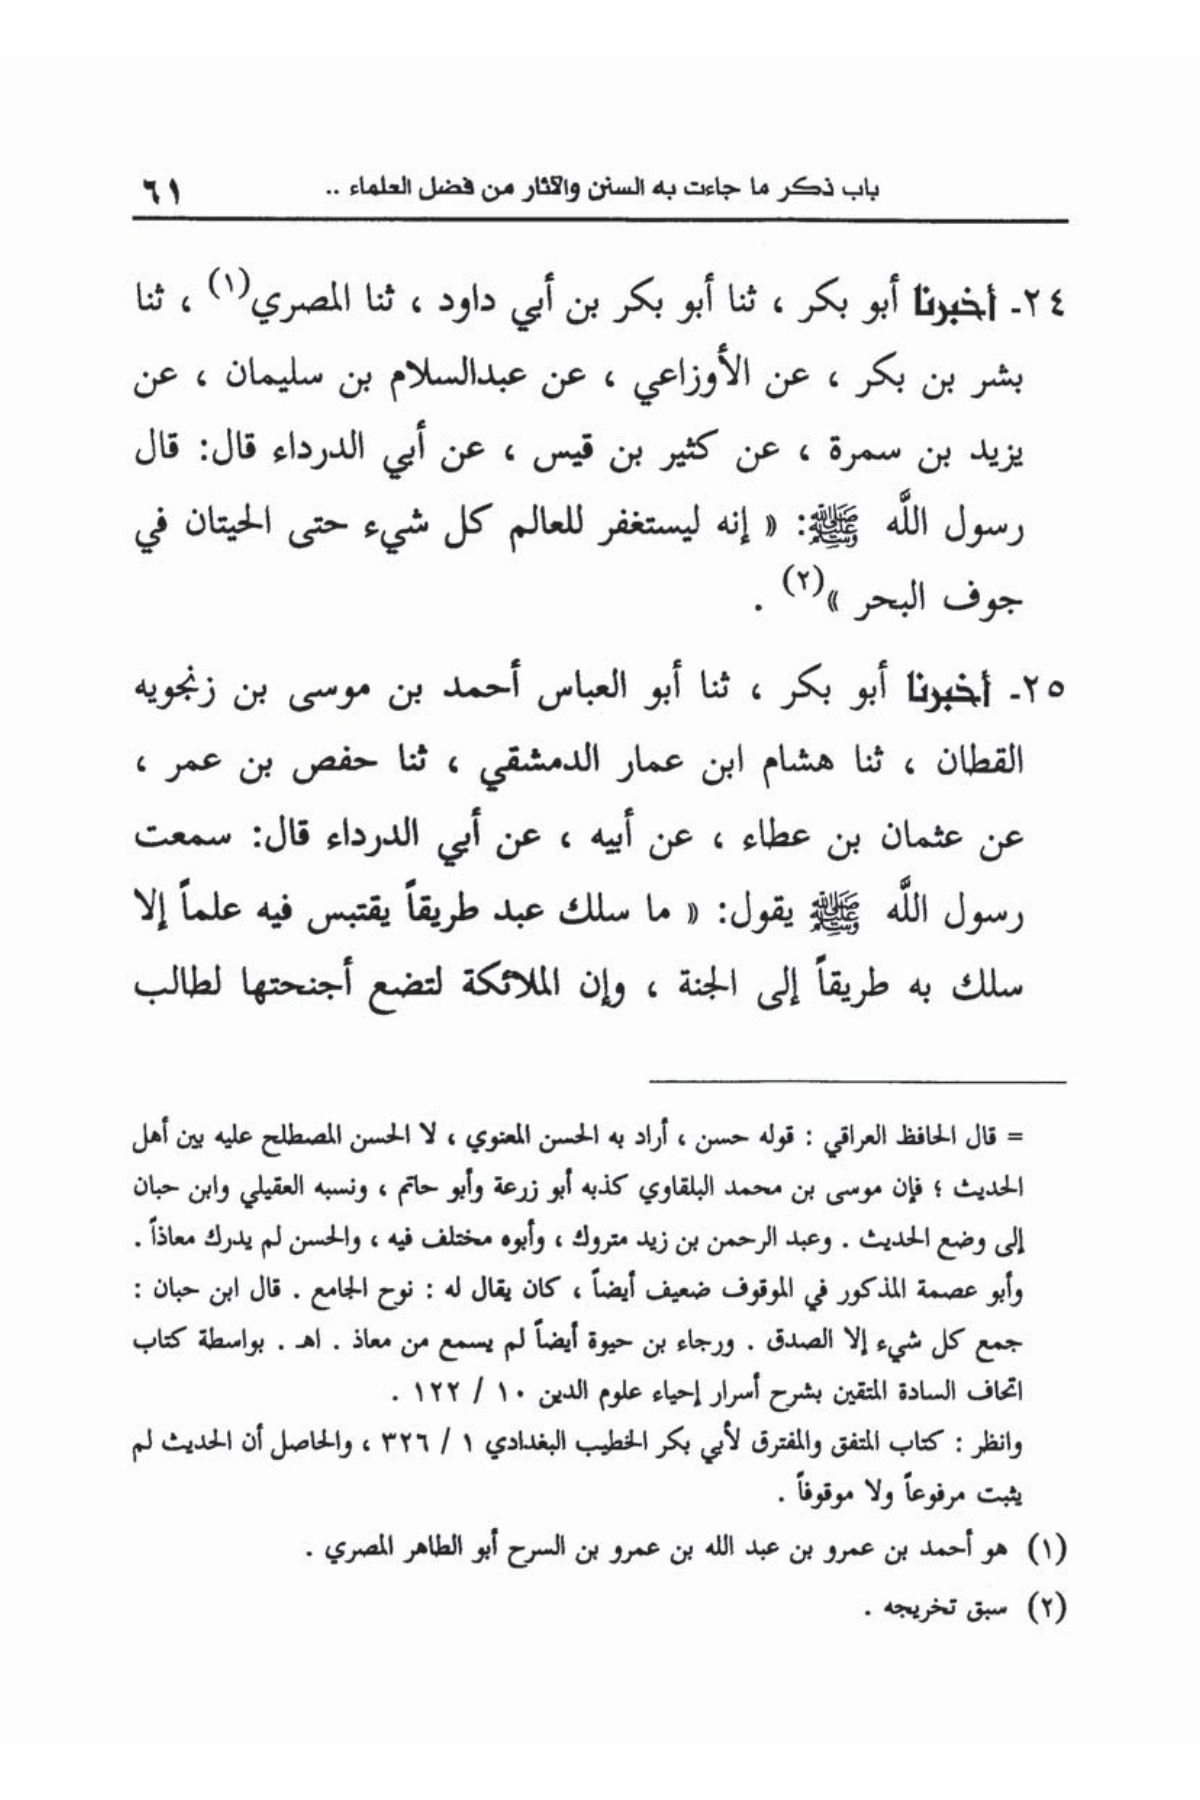 باب ذكر ما جاءت به السنن والآثار من فضل العلماء ..
٦١
٢٤ـ أخبرنا أبو بكر ، ثنا أبو بكر بن أبي داود ، ثنا المصري(١) ، ثنا
بشر بن بكر ، عن الأوزاعي ، عن عبدالسلام بن سليمان ، عن
يزيد بن سمرة ، عن كثير بن قيس ، عن أبي الدرداء قال: قال
رسول اللَّه ﷺ: « إنه ليستغفر للعالم كل شيء حتى الحيتان في
جوف البحر »(٢) .
٢٥ـ أخبرنا أبو بكر ، ثنا أبو العباس أحمد بن موسى بن زنجويه
القطان ، ثنا هشام ابن عمار الدمشقي ، ثنا حفص بن عمر ،
عن عثمان بن عطاء ، عن أبيه ، عن أبي الدرداء قال: سمعت
رسول اللَّه ﷺ يقول: « ما سلك عبد طريقاً يقتبس فيه علماً إلا
سلك به طريقاً إلى الجنة ، وإن الملائكة لتضع أجنحتها لطالب
= قال الحافظ العراقي : قوله حسن ، أراد به الحسن المعنوي ، لا الحسن المصطلح عليه بين أهل
الحديث ؛ فإن موسى بن محمد البلقاوي كذبه أبو زرعة وأبو حاتم ، ونسبه العقيلي وابن حبان
إلى وضع الحديث . وعبد الرحمن بن زيد متروك ، وأبوه مختلف فيه ، والحسن لم يدرك معاذاً .
وأبو عصمة المذكور في الموقوف ضعيف أيضاً ، كان يقال له : نوح الجامع . قال ابن حبان :
جمع كل شيء إلا الصدق . ورجاء بن حيوة أيضاً لم يسمع من معاذ . اهـ . بواسطة كتاب
اتحاف السادة المتقين بشرح أسرار إحياء علوم الدين ١٠ / ١٢٢ .
وانظر : كتاب المتفق والمفترق لأبي بكر الخطيب البغدادي ١ / ٣٢٦ ، والحاصل أن الحديث لم
يثبت مرفوعاً ولا موقوفاً .
(١) هو أحمد بن عمرو بن عبد الله بن عمرو بن السرح أبو الطاهر المصري .
(٢) سبق تخريجه .